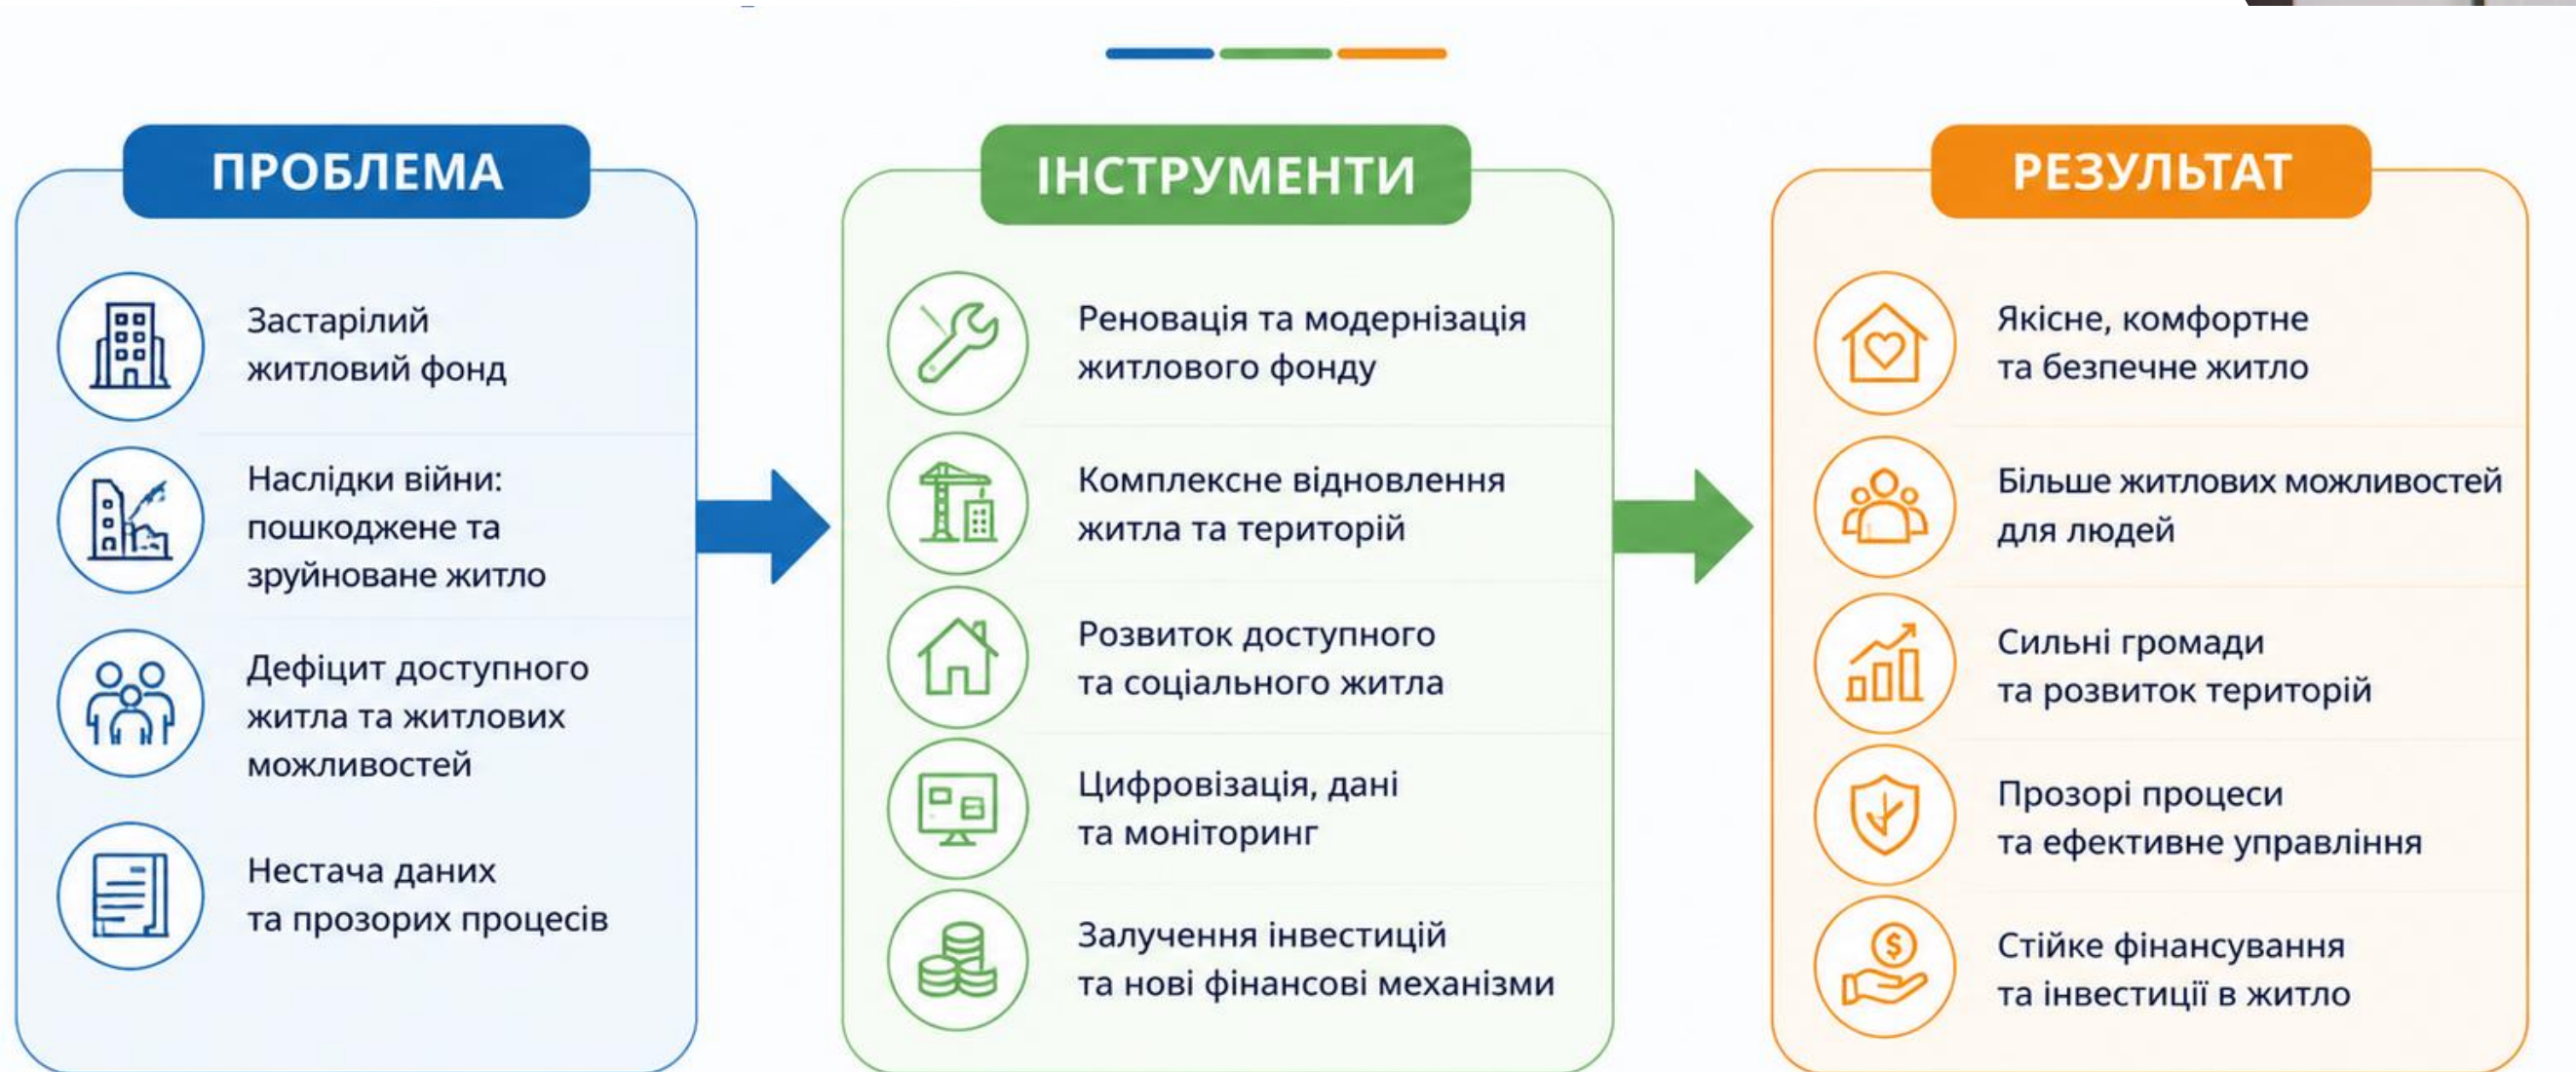 ПРОБЛЕМА
Застарілий
житловий фонд
Наслідки війни:
пошкоджене та
зруйноване житло
Дефіцит доступного
житла та житлових
можливостей
Нестача даних
та прозорих процесів
ІНСТРУМЕНТИ
Реновація та модернізація
житлового фонду
Комплексне відновлення
житла та територій
Розвиток доступного
та соціального житла
Цифровізація, дані
та моніторинг
Залучення інвестицій
та нові фінансові механізми
РЕЗУЛЬТАТ
Якісне, комфортне
та безпечне житло
Більше житлових можливостей
для людей
Сильні громади
та розвиток територій
Прозорі процеси
та ефективне управління
$
Стійке фінансування
та інвестиції в житло